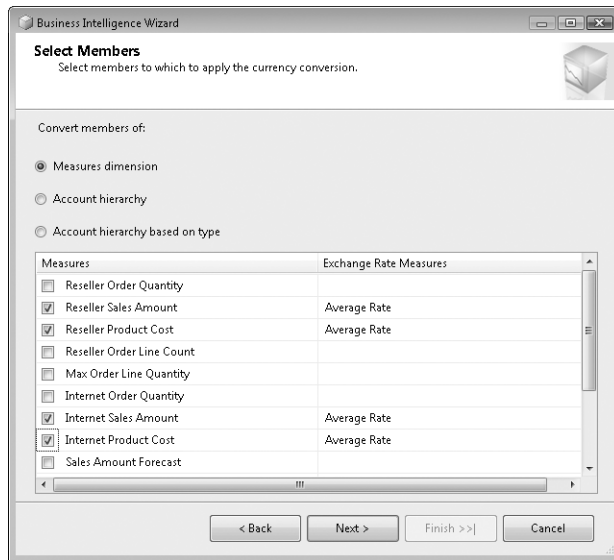 Business Intelligence Wizard
Select Members
Select members to which to apply the currency conversion.
Convert members of:
Measures dimension
Account hierarchy
Account hierarchy based on type
Measures Exchange Rate Measures
Reseller Order Quantity
Reseller Sales Amount Average Rate
Reseller Product Cost Average Rate
Reseller Order Line Count
Max Order Line Quantity
Internet Order Quantity
Internet Sales Amount Average Rate
Internet Product Cost Average Rate
Sales Amount Forecast
< Back Next > Finish >>| Cancel